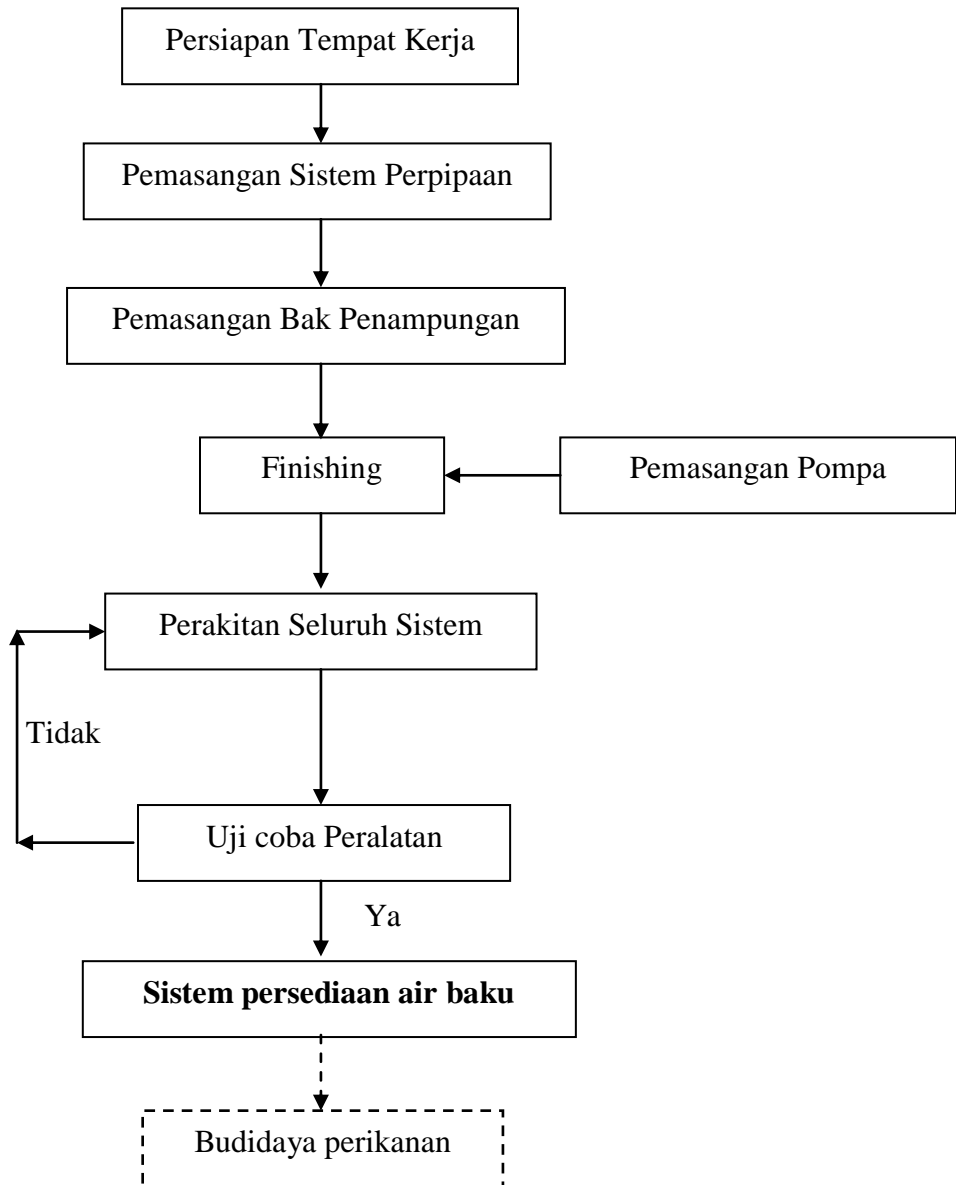 Persiapan Tempat Kerja
Pemasangan Sistem Perpipaan
Pemasangan Bak Penampungan
Finishing
Pemasangan Pompa
Perakitan Seluruh Sistem
Tidak
Uji coba Peralatan
Ya
Sistem persediaan air baku
Budidaya perikanan